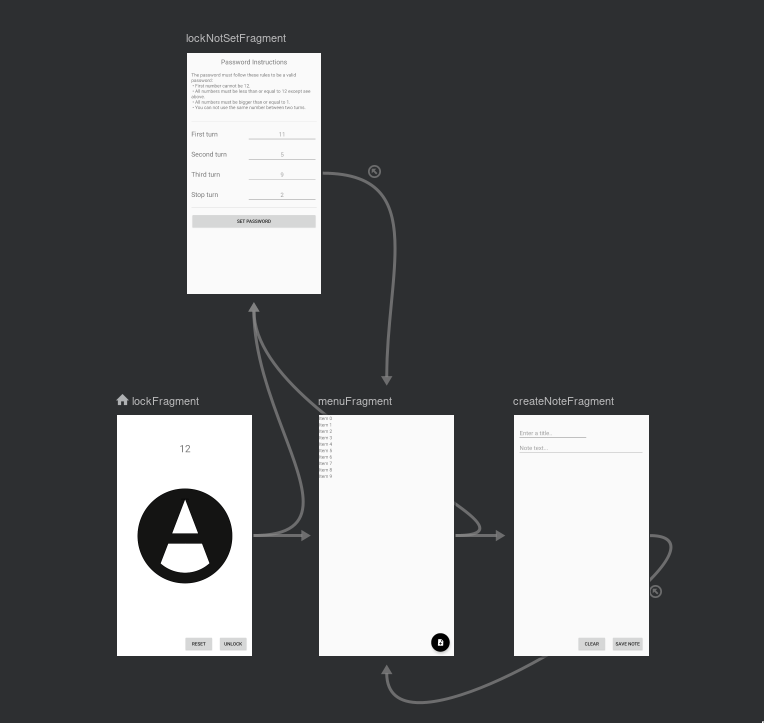 lockNotSetFragment
Password Instructions
The password must follow these rules to be a valid
password:
• First number cannot be 12.
• All numbers must be less than or equal to 12 except see
above.
• All numbers must be bigger than or equal to 1.
• You can not use the same number between two turns.
First turn 11
Second turn 5
Third turn 9
Stop turn 2
SET PASSWORD
lockFragment
12
RESET UNLOCK
menuFragment
Item 0
Item 1
Item 2
Item 3
Item 4
Item 5
Item 6
Item 7
Item 8
Item 9
createNoteFragment
Enter a title..
Note text...
CLEAR SAVE NOTE